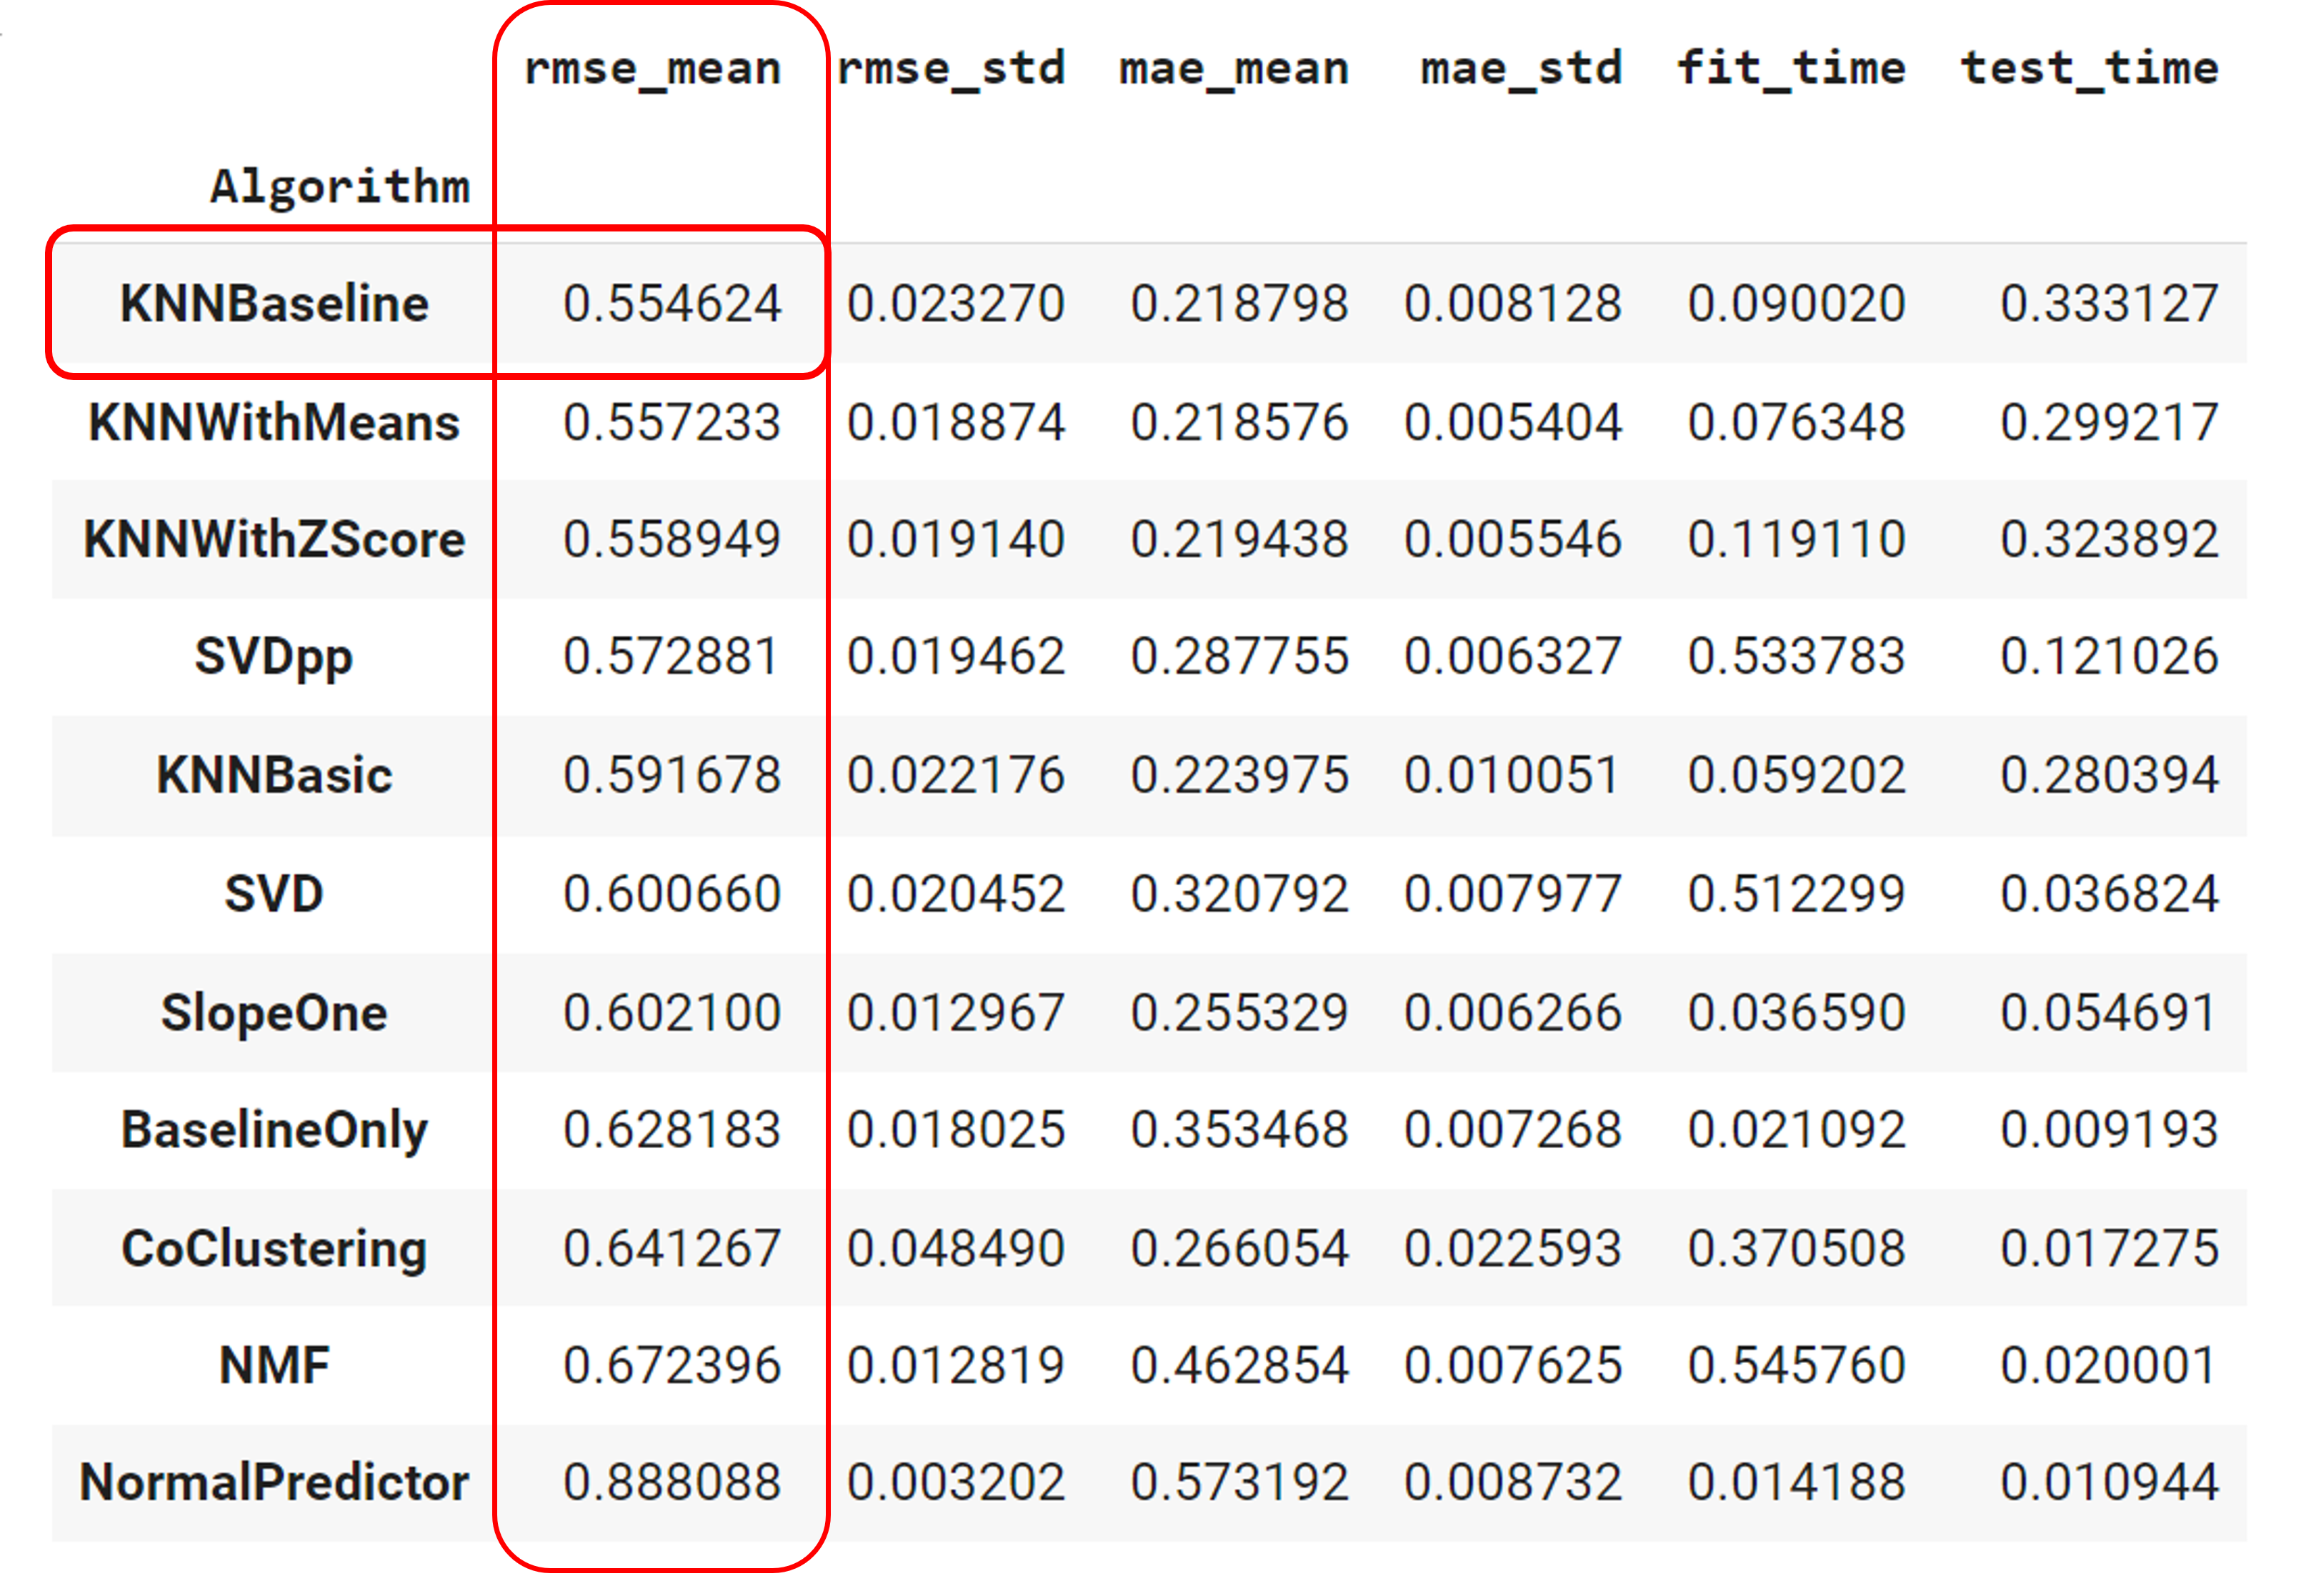 rmse_mean rmse_std mae_mean mae_std fit_time test_time
Algorithm
KNNBaseline 0.554624 0.023270 0.218798 0.008128 0.090020 0.333127
KNNWithMeans 0.557233 0.018874 0.218576 0.005404 0.076348 0.299217
KNNWithZScore 0.558949 0.019140 0.219438 0.005546 0.119110 0.323892
SVDpp 0.572881 0.019462 0.287755 0.006327 0.533783 0.121026
KNNBasic 0.591678 0.022176 0.223975 0.010051 0.059202 0.280394
SVD 0.600660 0.020452 0.320792 0.007977 0.512299 0.036824
SlopeOne 0.602100 0.012967 0.255329 0.006266 0.036590 0.054691
BaselineOnly 0.628183 0.018025 0.353468 0.007268 0.021092 0.009193
CoClustering 0.641267 0.048490 0.266054 0.022593 0.370508 0.017275
NMF 0.672396 0.012819 0.462854 0.007625 0.545760 0.020001
NormalPredictor 0.888088 0.003202 0.573192 0.008732 0.014188 0.010944